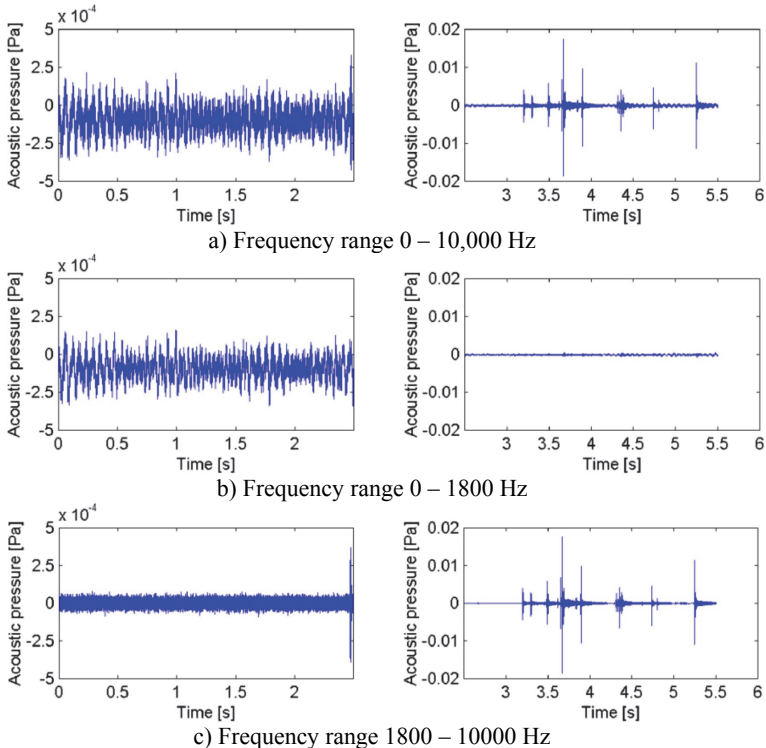 x 10⁻⁴
Acoustic pressure [Pa]
5
2.5
0
-2.5
-5
0 0.5 1 1.5 2
Time [s]
Acoustic pressure [Pa]
0.02
0.01
0
-0.01
-0.02
3 3.5 4 4.5 5 5.5 6
Time [s]
a) Frequency range 0 – 10,000 Hz
x 10⁻⁴
Acoustic pressure [Pa]
5
2.5
0
-2.5
-5
0 0.5 1 1.5 2
Time [s]
Acoustic pressure [Pa]
0.02
0.01
0
-0.01
-0.02
3 3.5 4 4.5 5 5.5 6
Time [s]
b) Frequency range 0 – 1800 Hz
x 10⁻⁴
Acoustic pressure [Pa]
5
2.5
0
-2.5
-5
0 0.5 1 1.5 2
Time [s]
Acoustic pressure [Pa]
0.02
0.01
0
-0.01
-0.02
3 3.5 4 4.5 5 5.5 6
Time [s]
c) Frequency range 1800 – 10000 Hz